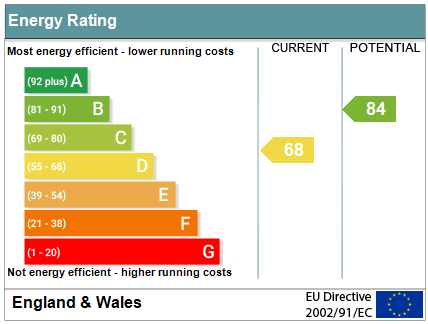 Energy Rating
Most energy efficient - lower running costs
CURRENT
POTENTIAL
(92 plus) A
(81 - 91) B
84
(69 - 80) C
68
(55 - 68) D
(39 - 54) E
(21 - 38) F
(1 - 20) G
Not energy efficient - higher running costs
England & Wales
EU Directive
2002/91/EC